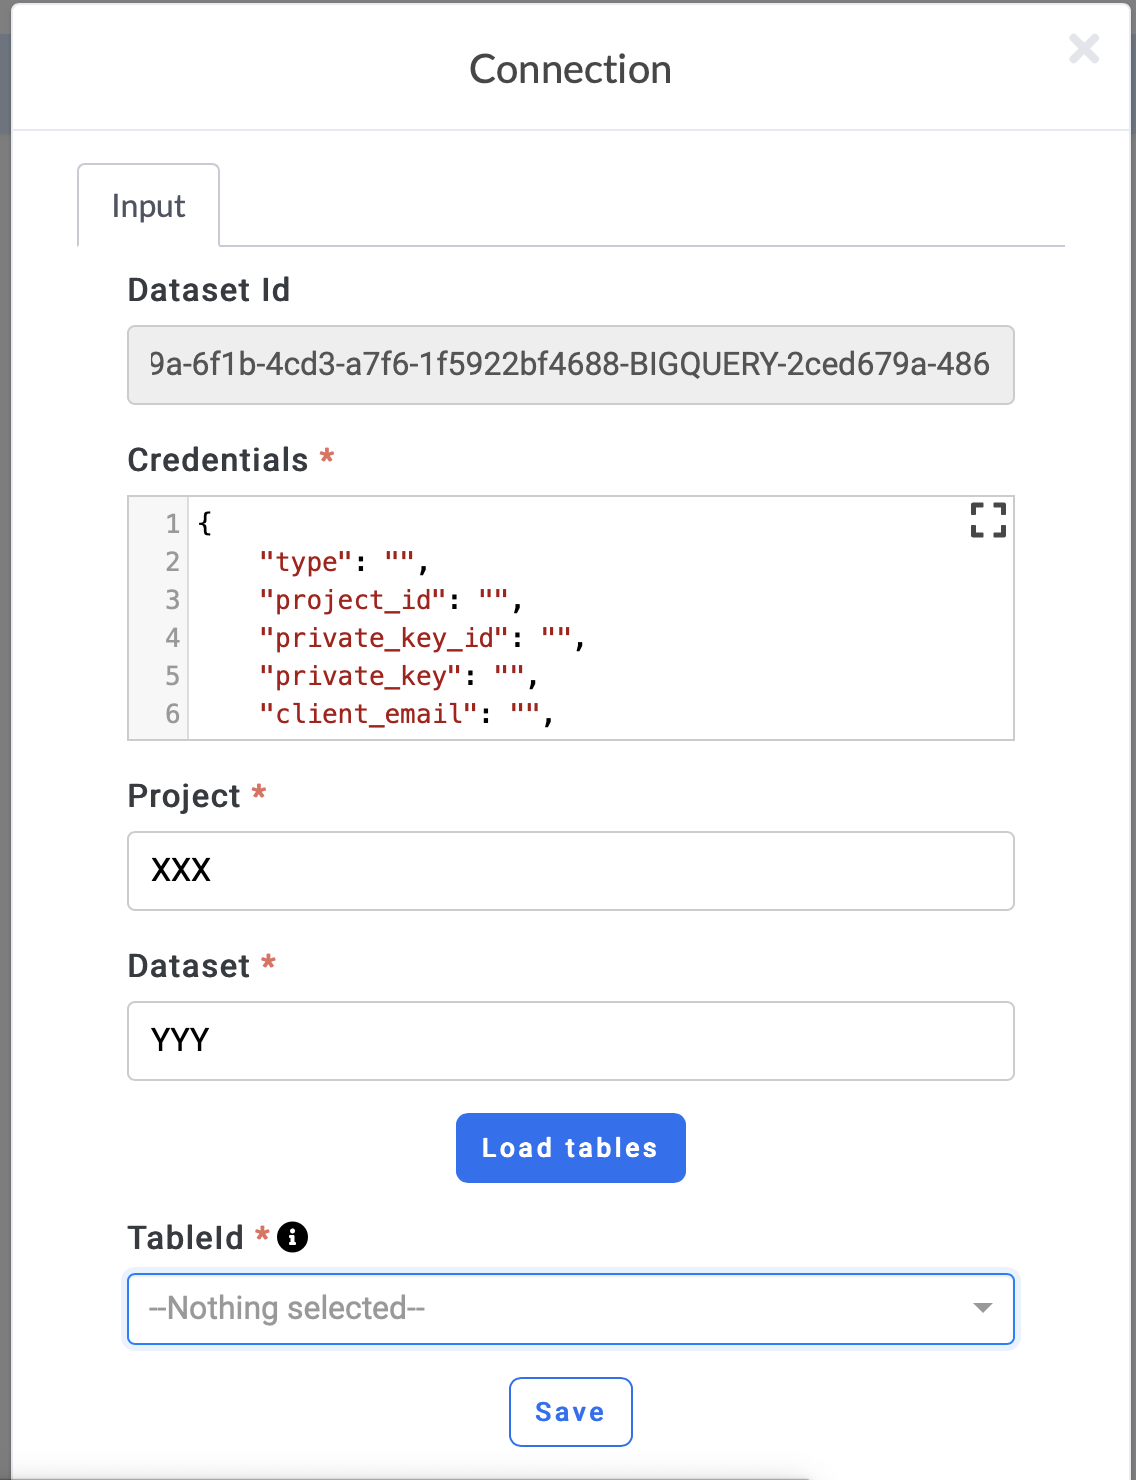 Connection
Input
Dataset Id
9a-6f1b-4cd3-a7f6-1f5922bf4688-BIGQUERY-2ced679a-486
Credentials *
1 {
2 "type": "",
3 "project_id": "",
4 "private_key_id": "",
5 "private_key": "",
6 "client_email": "",
Project *
XXX
Dataset *
YYY
Load tables
TableId *
--Nothing selected--
Save